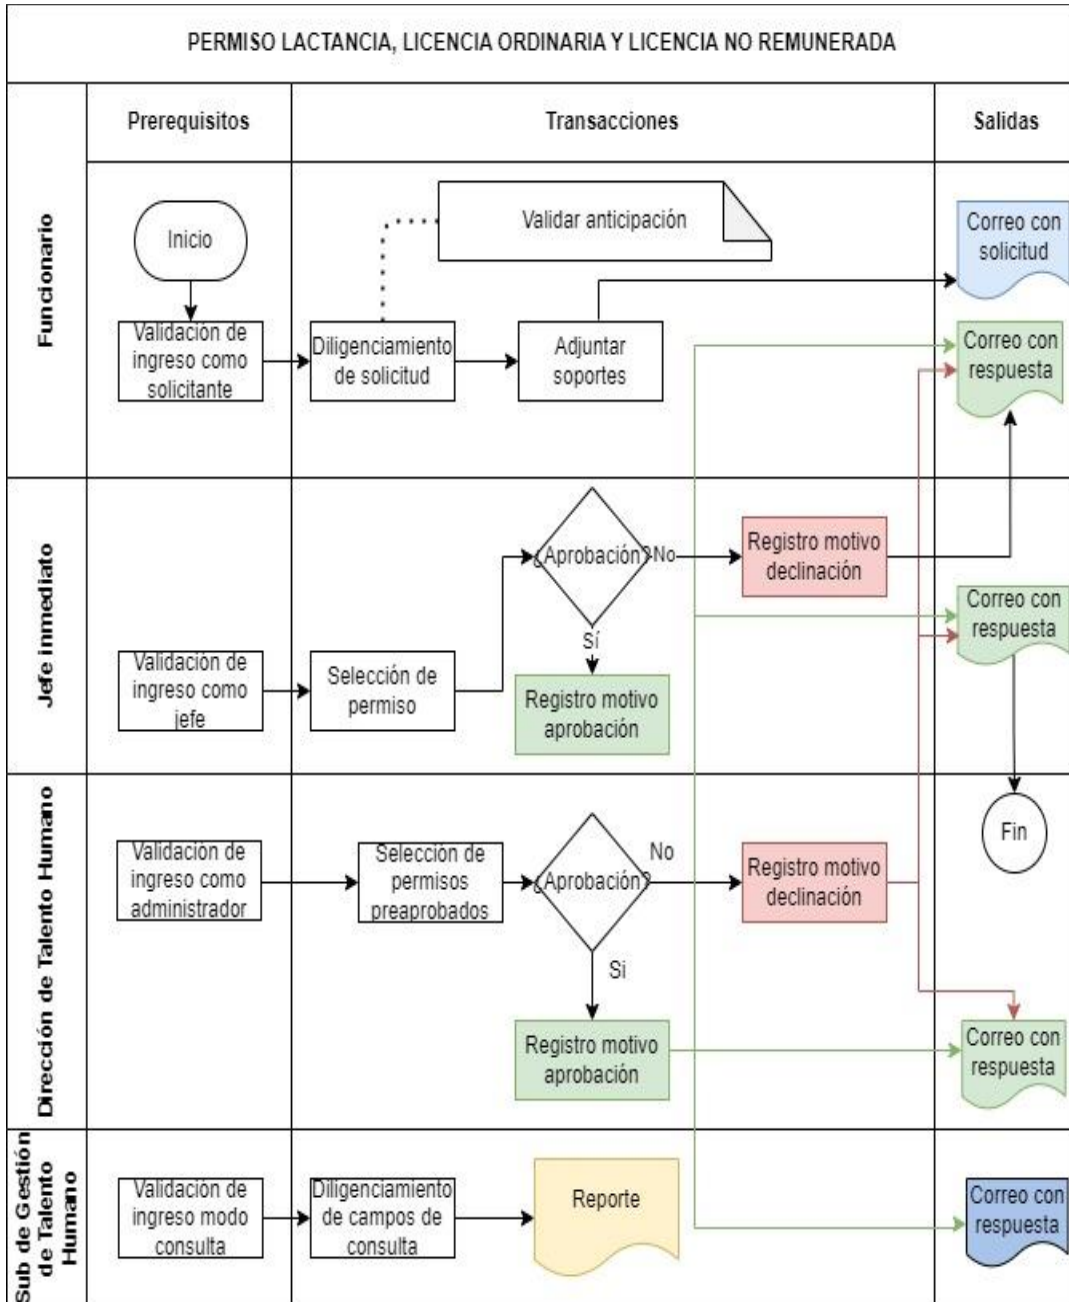 PERMISO LACTANCIA, LICENCIA ORDINARIA Y LICENCIA NO REMUNERADA
Prerequisitos
Transacciones
Salidas
Funcionario
Inicio
Validar anticipación
Correo con
solicitud
Validación de
ingreso como
solicitante
Diligenciamiento
de solicitud
Adjuntar
soportes
Correo con
respuesta
Jefe inmediato
¿Aprobación?
No
Registro motivo
declinación
Correo con
respuesta
Sí
Validación de
ingreso como
jefe
Selección de
permiso
Registro motivo
aprobación
Fin
Dirección de Talento Humano
Validación de
ingreso como
administrador
Selección de
permisos
preaprobados
¿Aprobación?
No
Registro motivo
declinación
Si
Registro motivo
aprobación
Correo con
respuesta
Sub de Gestión
de Talento
Humano
Validación de
ingreso modo
consulta
Diligenciamiento
de campos de
consulta
Reporte
Correo con
respuesta